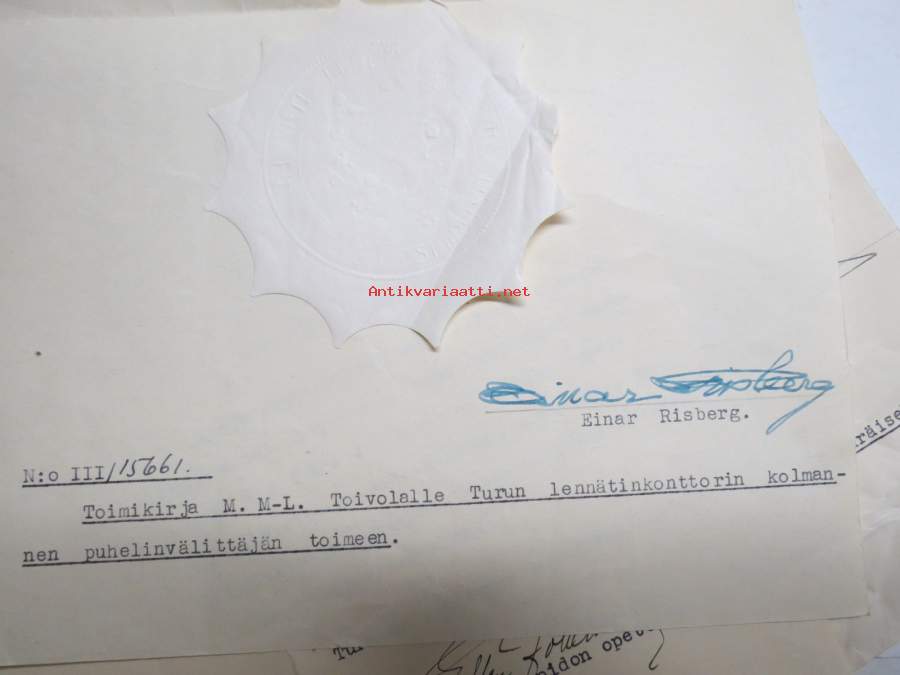 Antikvariaatti.net
Einar Risberg
Einar Risberg.
N:o III/15661.
Toimikirja M. M-L. Toivolalle Turun lennätinkonttorin kolman-
nen puhelinvälittäjän toimeen.